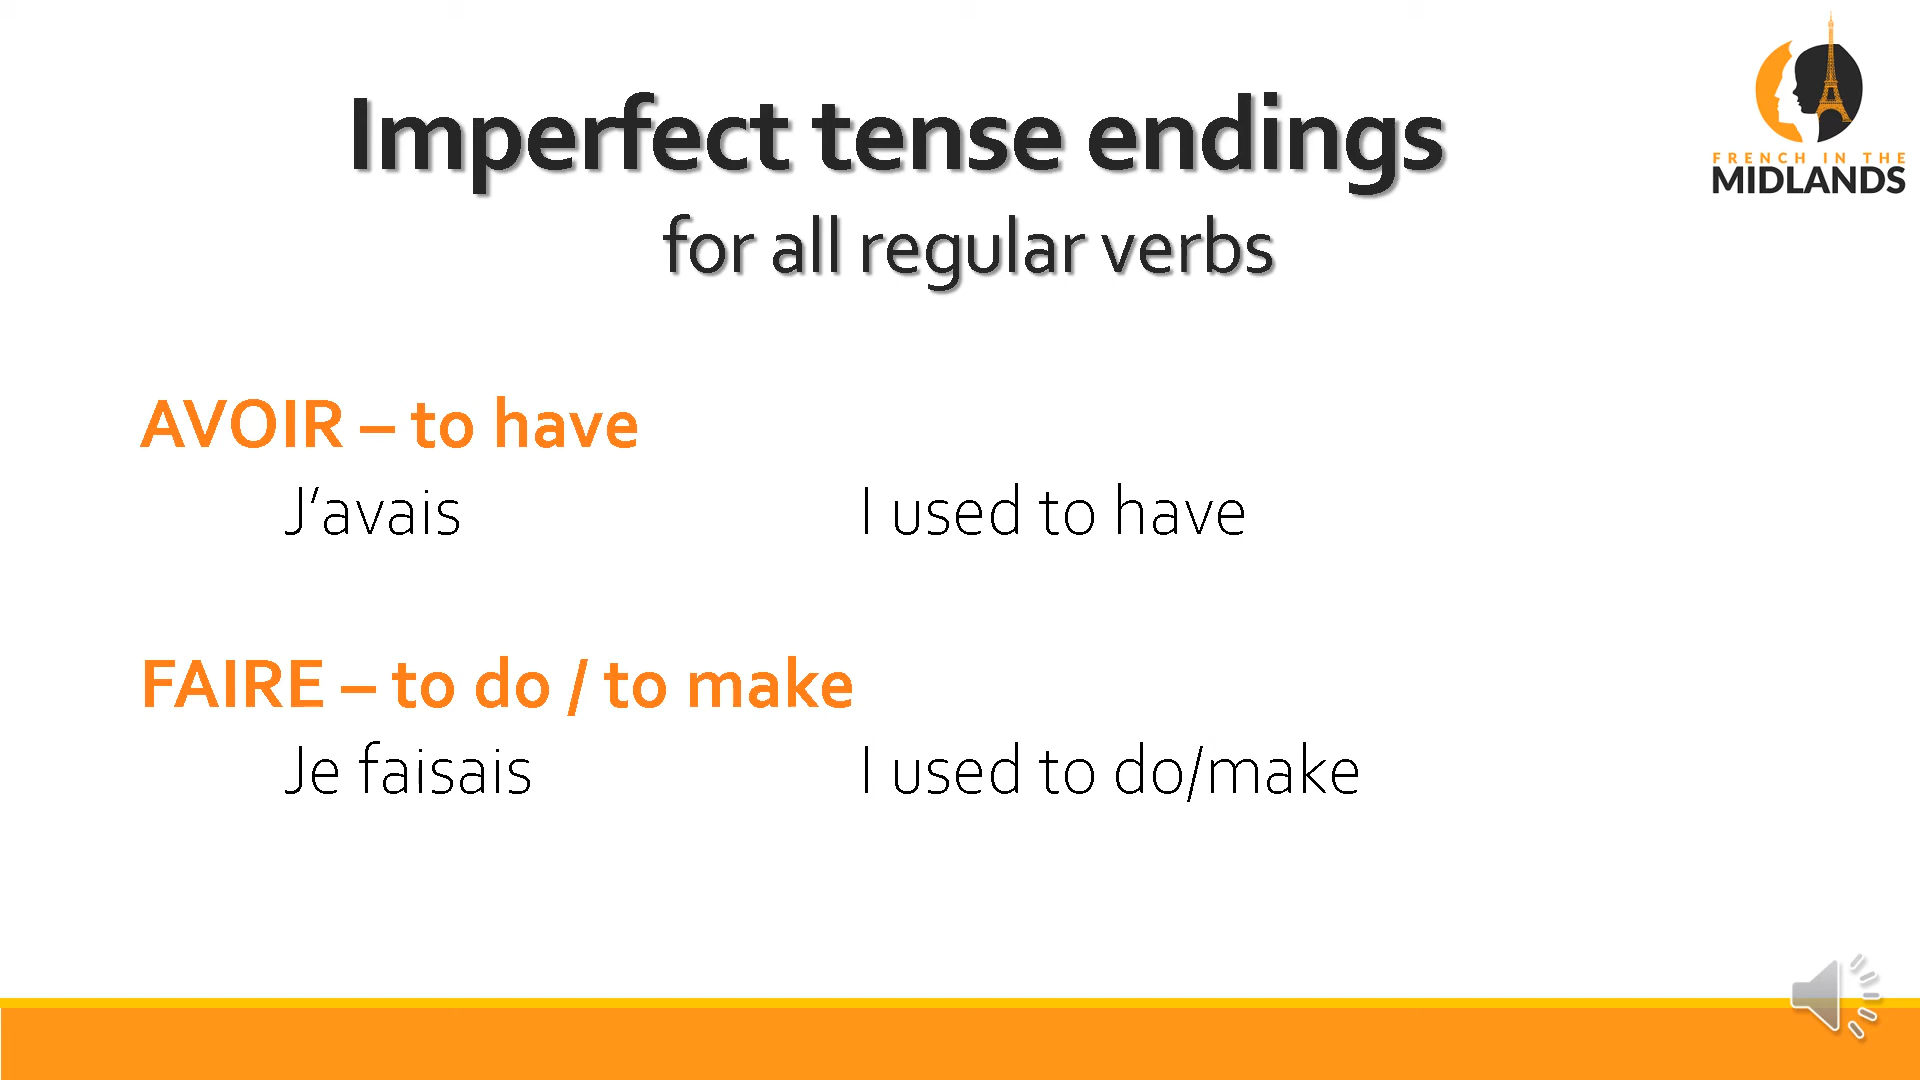 Imperfect tense endings
for all regular verbs
FRENCH IN THE
MIDLANDS
AVOIR – to have
J’avais I used to have
FAIRE – to do / to make
Je faisais I used to do/make